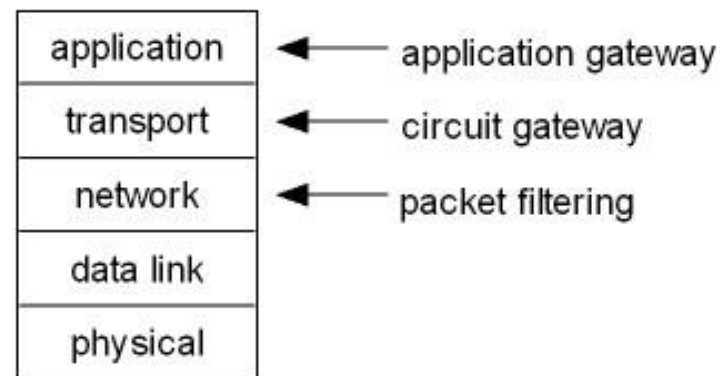 application
application gateway
transport
circuit gateway
network
packet filtering
data link
physical